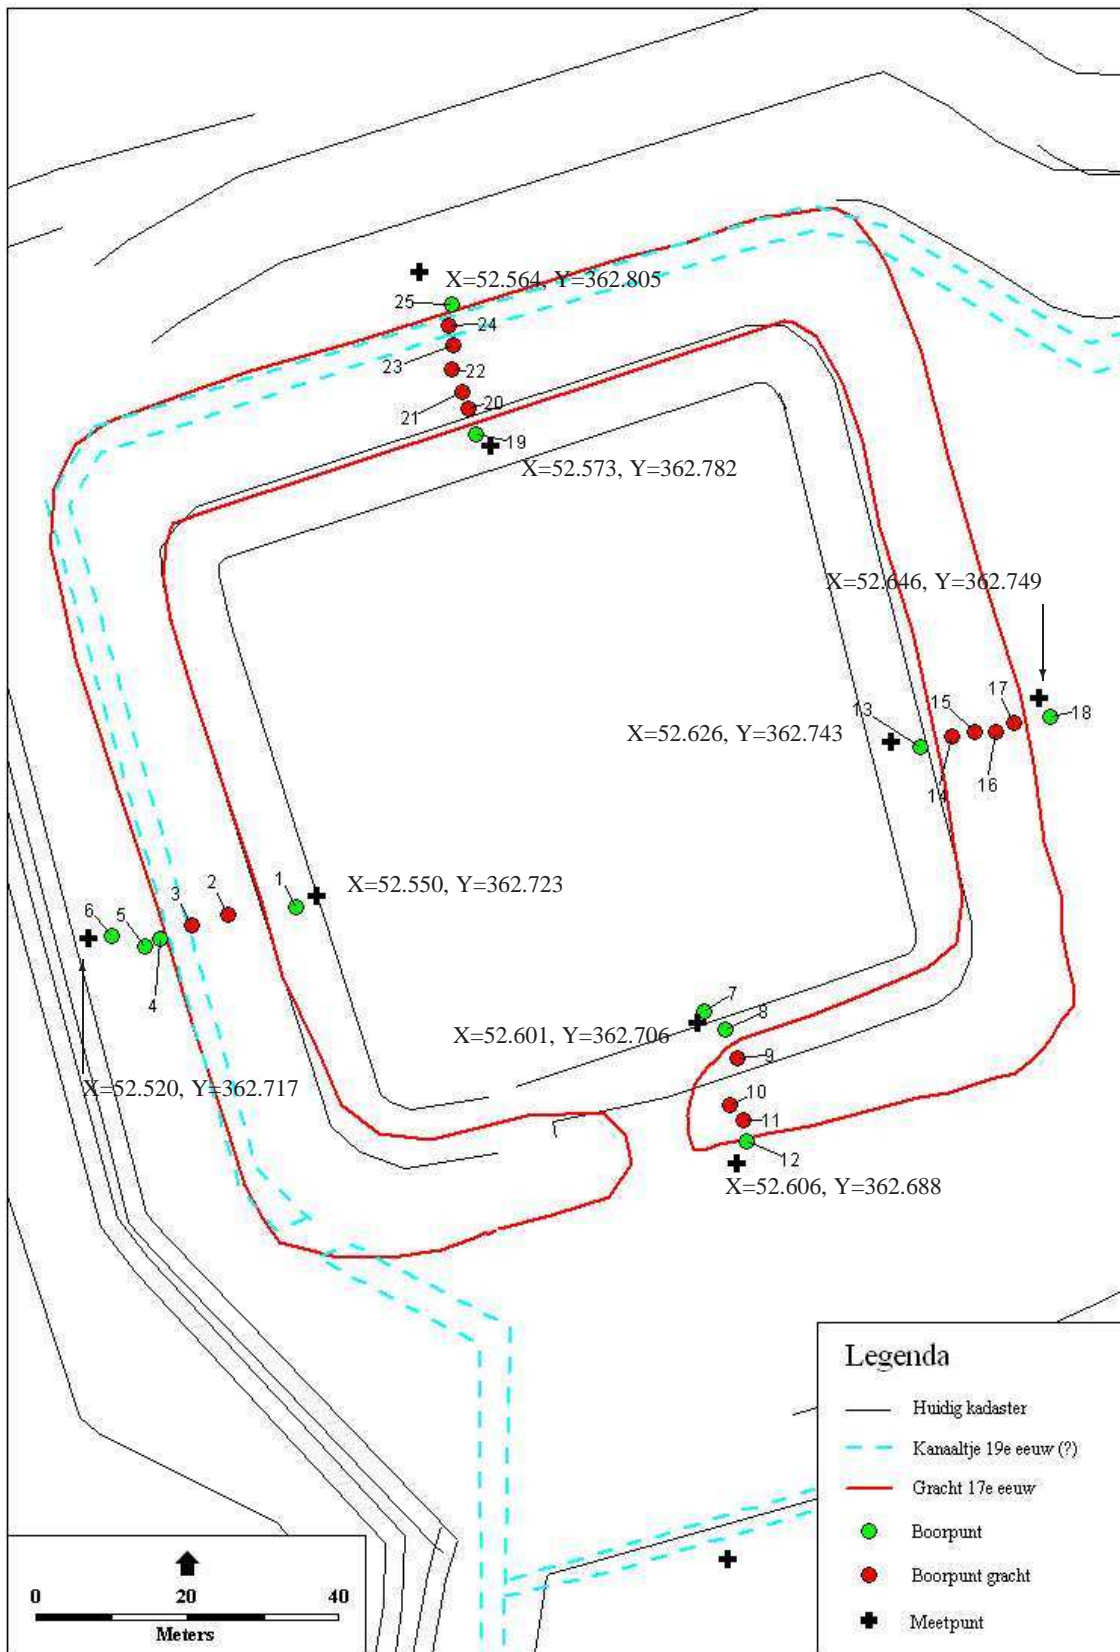 X=52.564, Y=362.805
25
24
23
22
21
20
19
X=52.573, Y=362.782
X=52.646, Y=362.749
17
18
15
13
X=52.626, Y=362.743
16
14
X=52.550, Y=362.723
1
2
3
6
5
4
7
8
X=52.601, Y=362.706
9
X=52.520, Y=362.717
10
11
12
X=52.606, Y=362.688
Legenda
Huidig kadaster
Kanaaltje 19e eeuw (?)
Gracht 17e eeuw
Boorpunt
Boorpunt gracht
Meetpunt
0 20 40
Meters